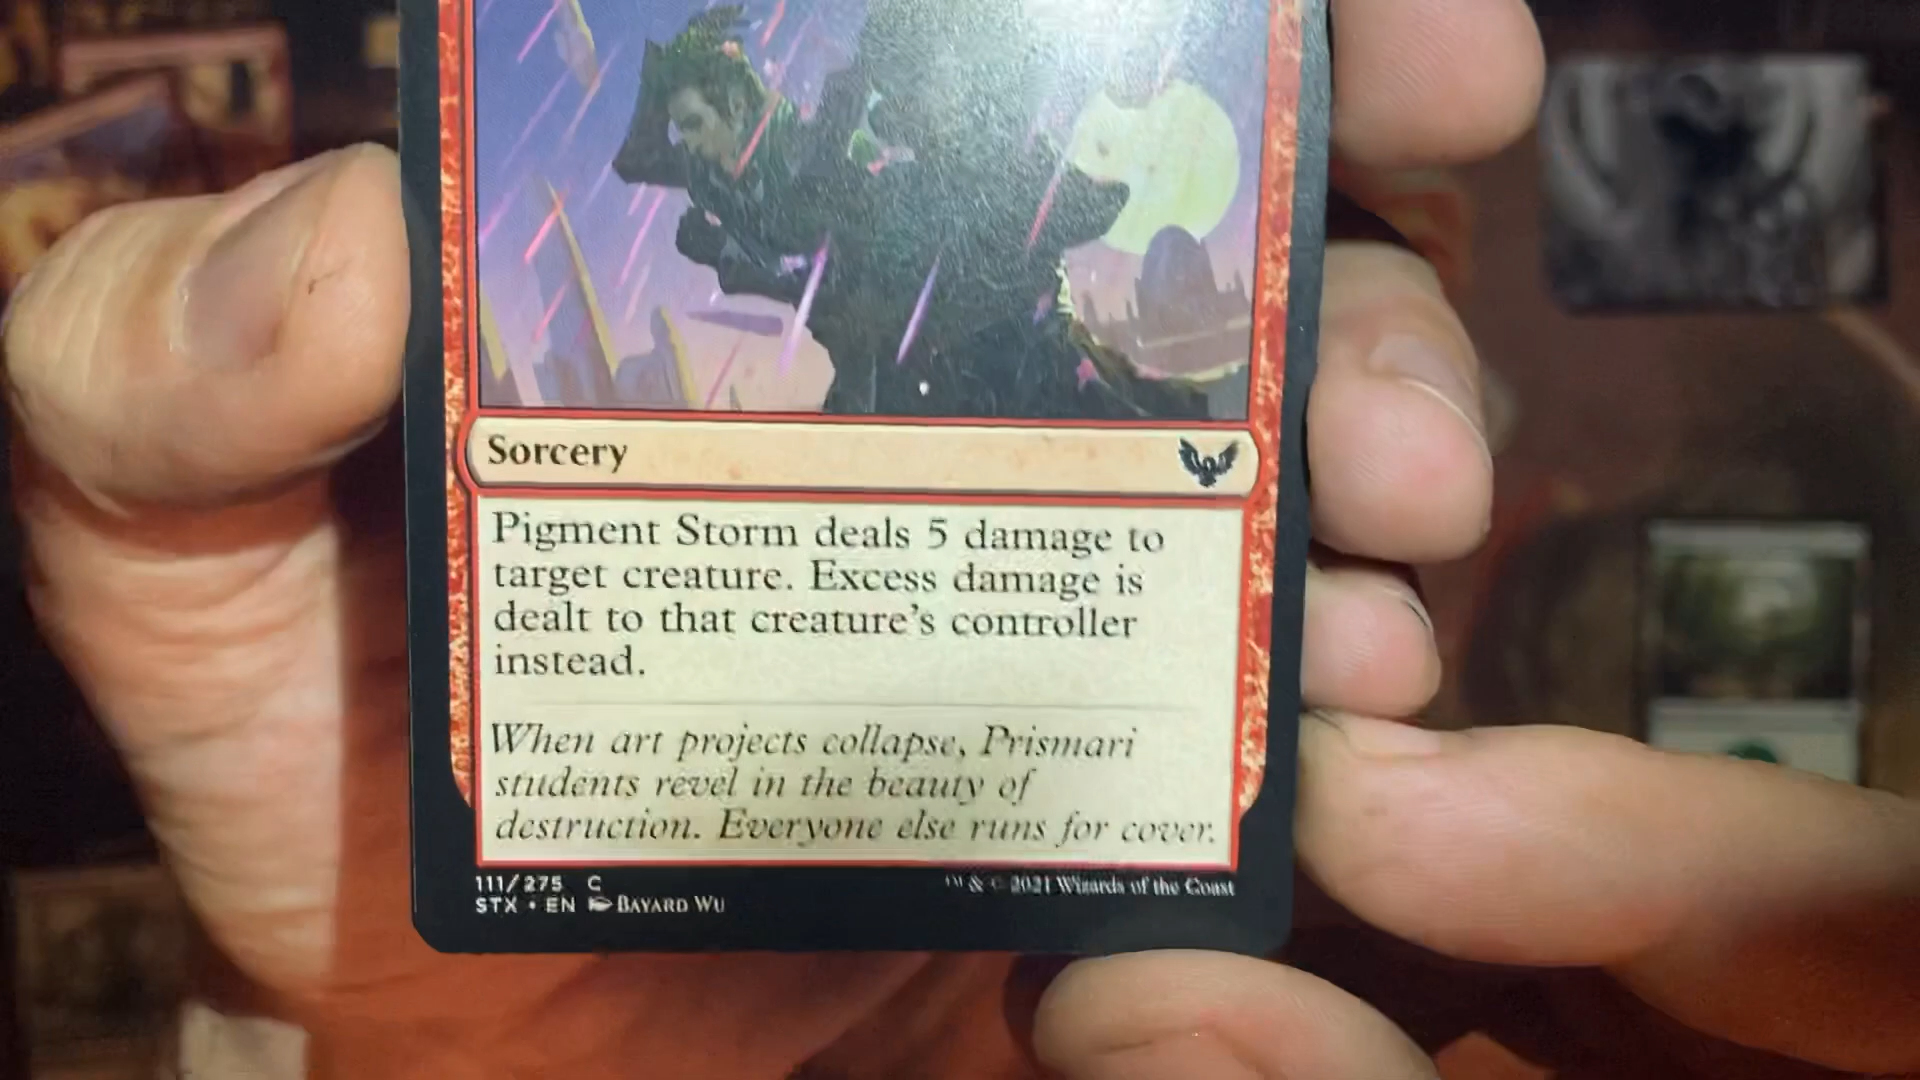 Sorcery
Pigment Storm deals 5 damage to
target creature. Excess damage is
dealt to that creature's controller
instead.
When art projects collapse, Prismari
students revel in the beauty of
destruction. Everyone else runs for cover.
111/275 C
™ & © 2021 Wizards of the Coast
STX • EN Bayard Wu